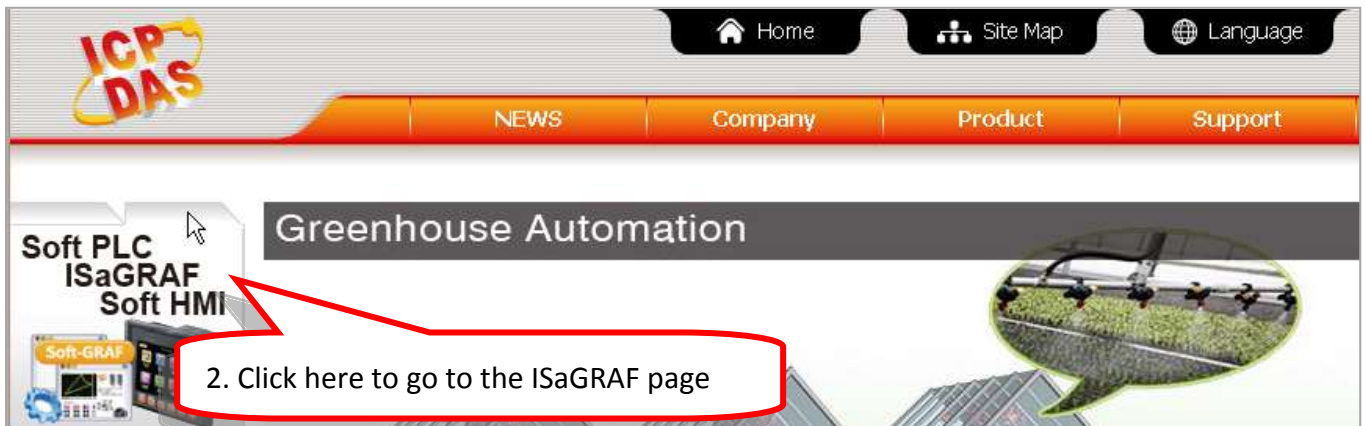 ICP
DAS
Home
Site Map
Language
NEWS
Company
Product
Support
Greenhouse Automation
Soft PLC
ISaGRAF
Soft HMI
Soft-GRAF
2. Click here to go to the ISaGRAF page